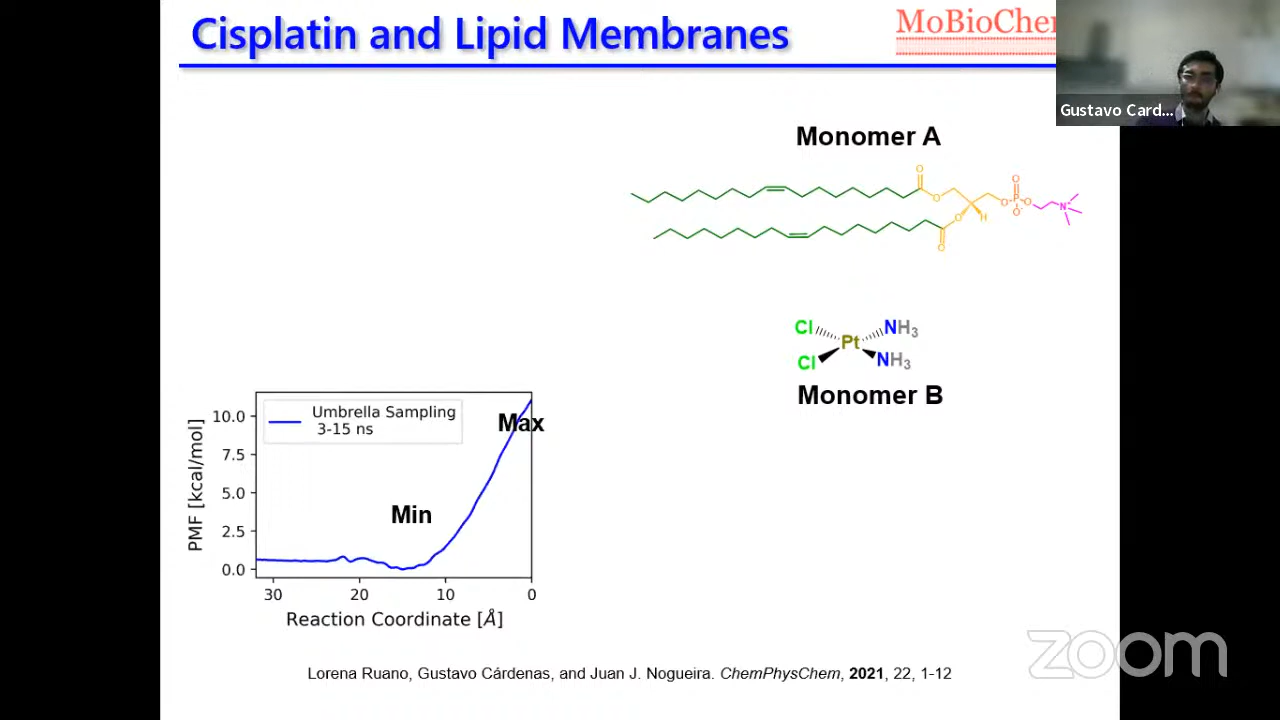 Cisplatin and Lipid Membranes
MoBioChe
Gustavo Card...
Monomer A
O
O
O
P
O
O
O⁻
N⁺
H
O
O
Cl
NH₃
Pt
Cl
NH₃
Monomer B
Umbrella Sampling
3-15 ns
Max
Min
PMF [kcal/mol]
10.0
7.5
5.0
2.5
0.0
30
20
10
0
Reaction Coordinate [Å]
Lorena Ruano, Gustavo Cárdenas, and Juan J. Nogueira. ChemPhysChem, 2021, 22, 1-12
zoom